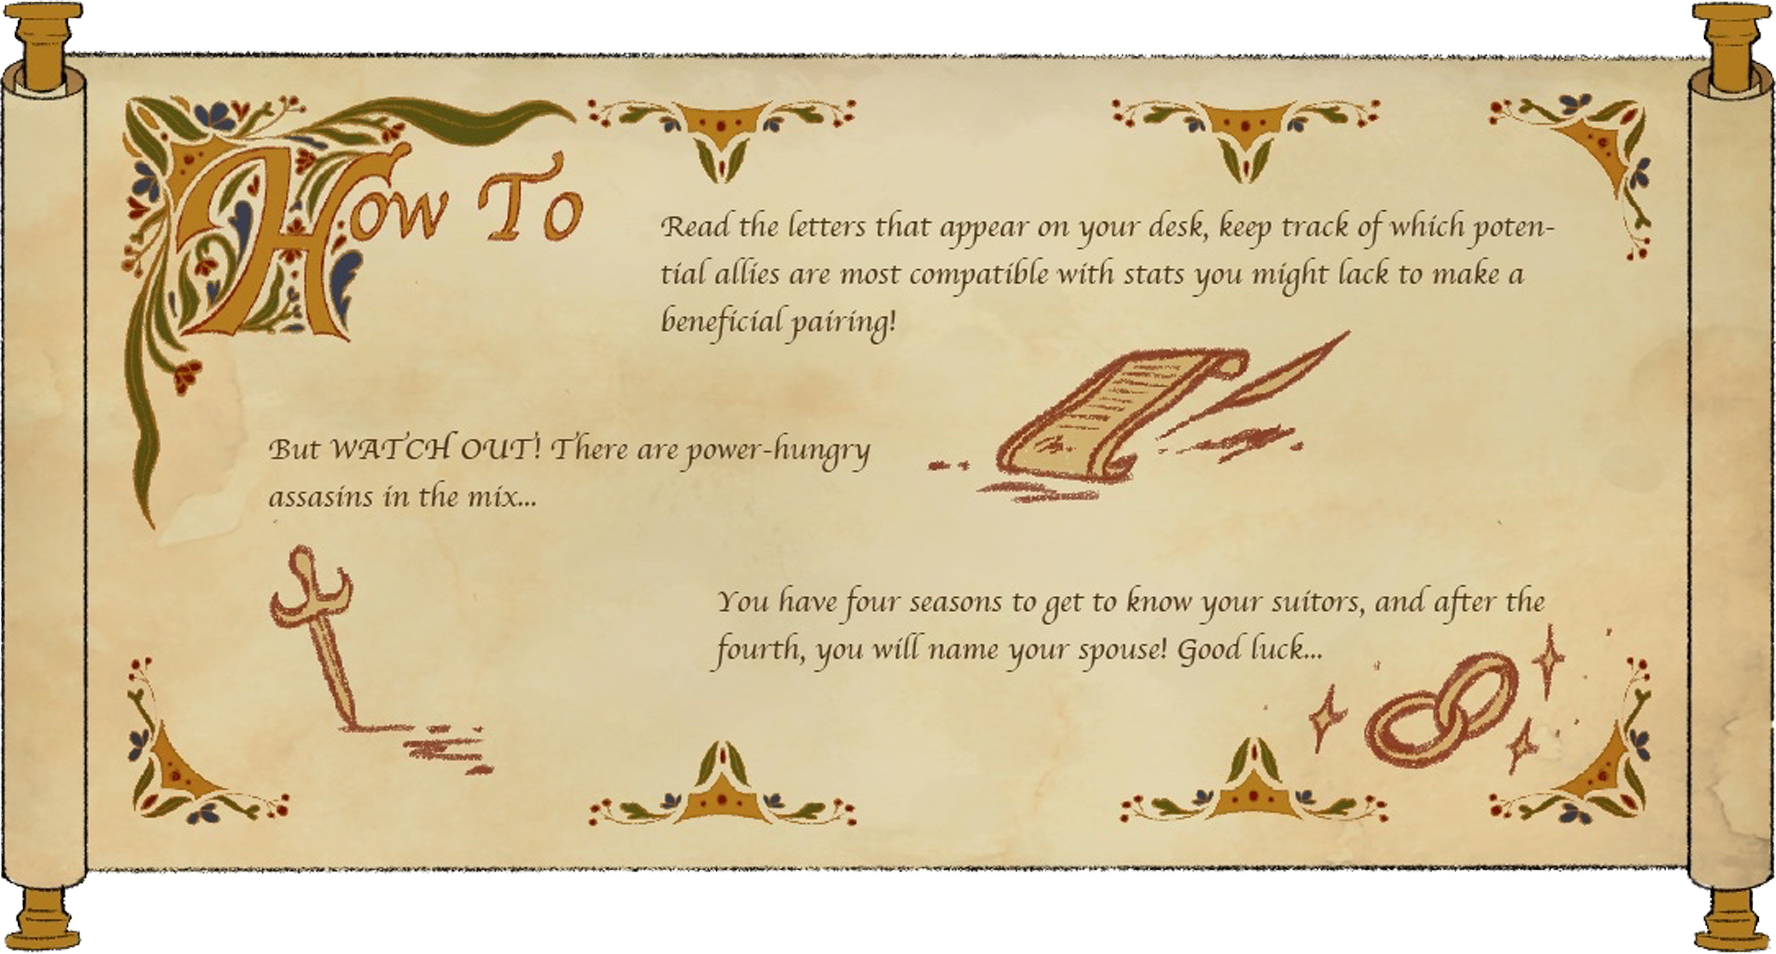 How To
Read the letters that appear on your desk, keep track of which poten-
tial allies are most compatible with stats you might lack to make a
beneficial pairing!
But WATCH OUT! There are power-hungry
assasins in the mix...
You have four seasons to get to know your suitors, and after the
fourth, you will name your spouse! Good luck...